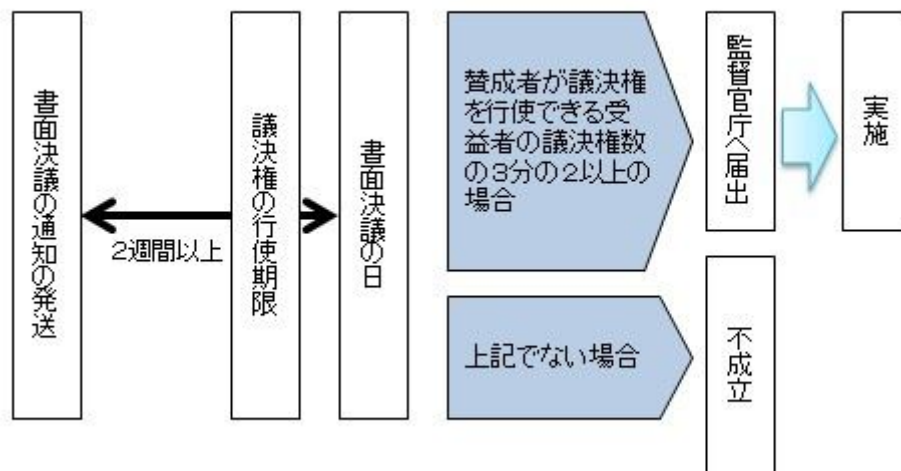 書面決議の通知の発送
2週間以上
議決権の行使期限
書面決議の日
賛成者が議決権
を行使できる受
益者の議決権数
の3分の2以上の
場合
監督官庁へ届出
実施
上記でない場合
不成立